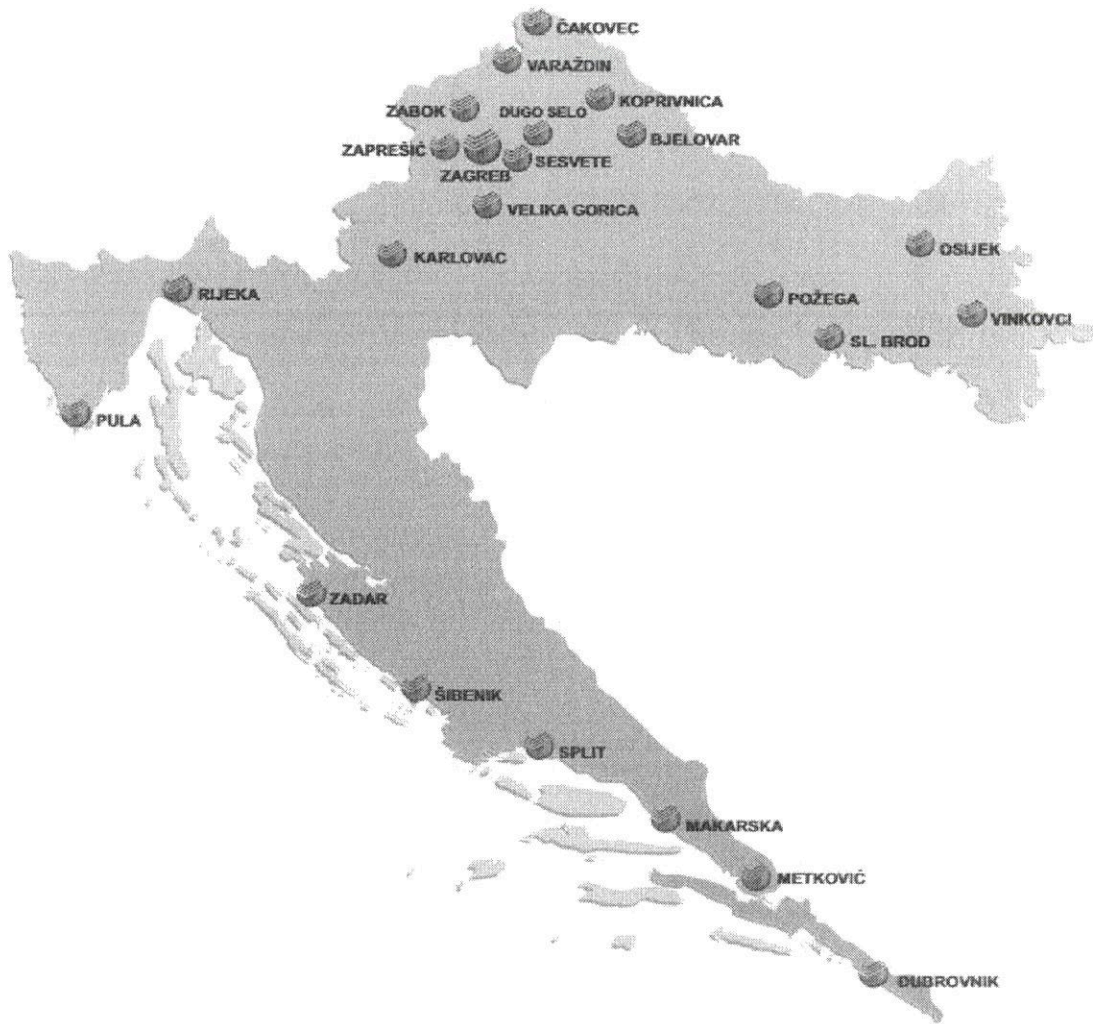 ČAKOVEC
VARAŽDIN
ZABOK
DUGO SELO
KOPRIVNICA
ZAPREŠIČ
ZAGREB
SESVETE
BJELOVAR
VELIKA GORICA
KARLOVAC
OSIJEK
RIJEKA
POŽEGA
VINKOVCI
SL. BROD
PULA
ZADAR
ŠIBENIK
SPLIT
MAKARSKA
METKOVIĆ
DUBROVNIK